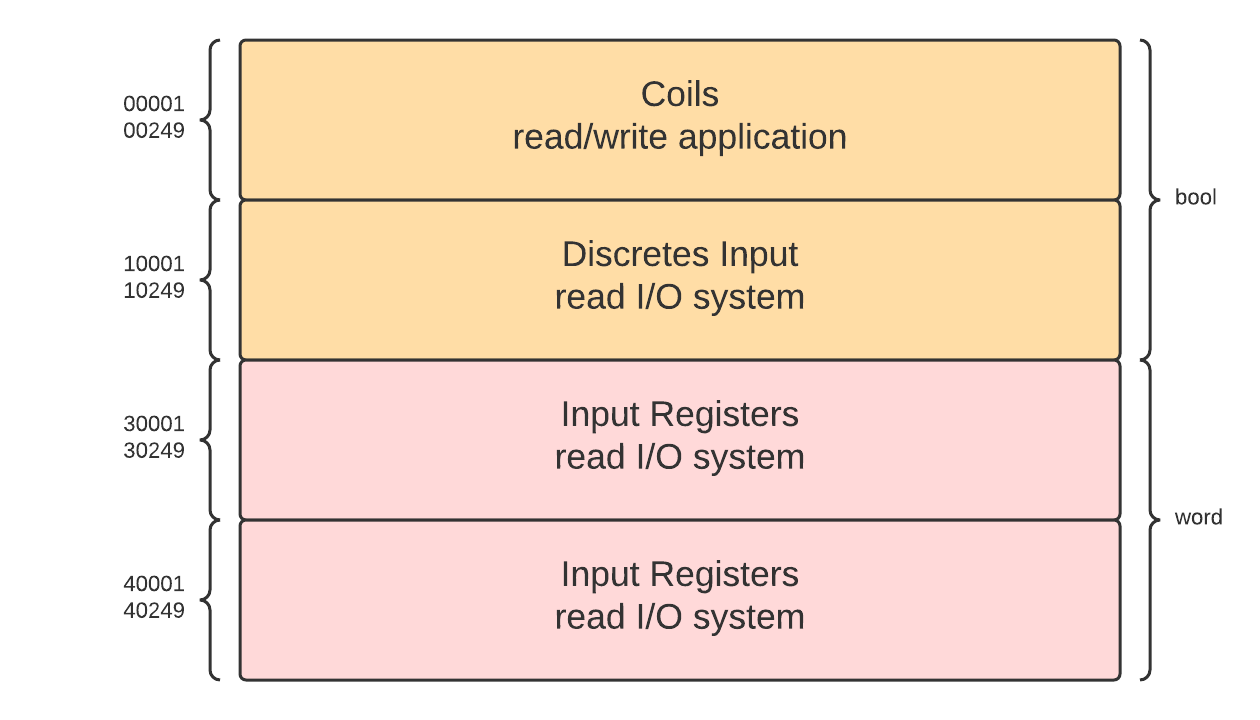 00001
00249
Coils
read/write application
bool
10001
10249
Discretes Input
read I/O system
30001
30249
Input Registers
read I/O system
word
40001
40249
Input Registers
read I/O system